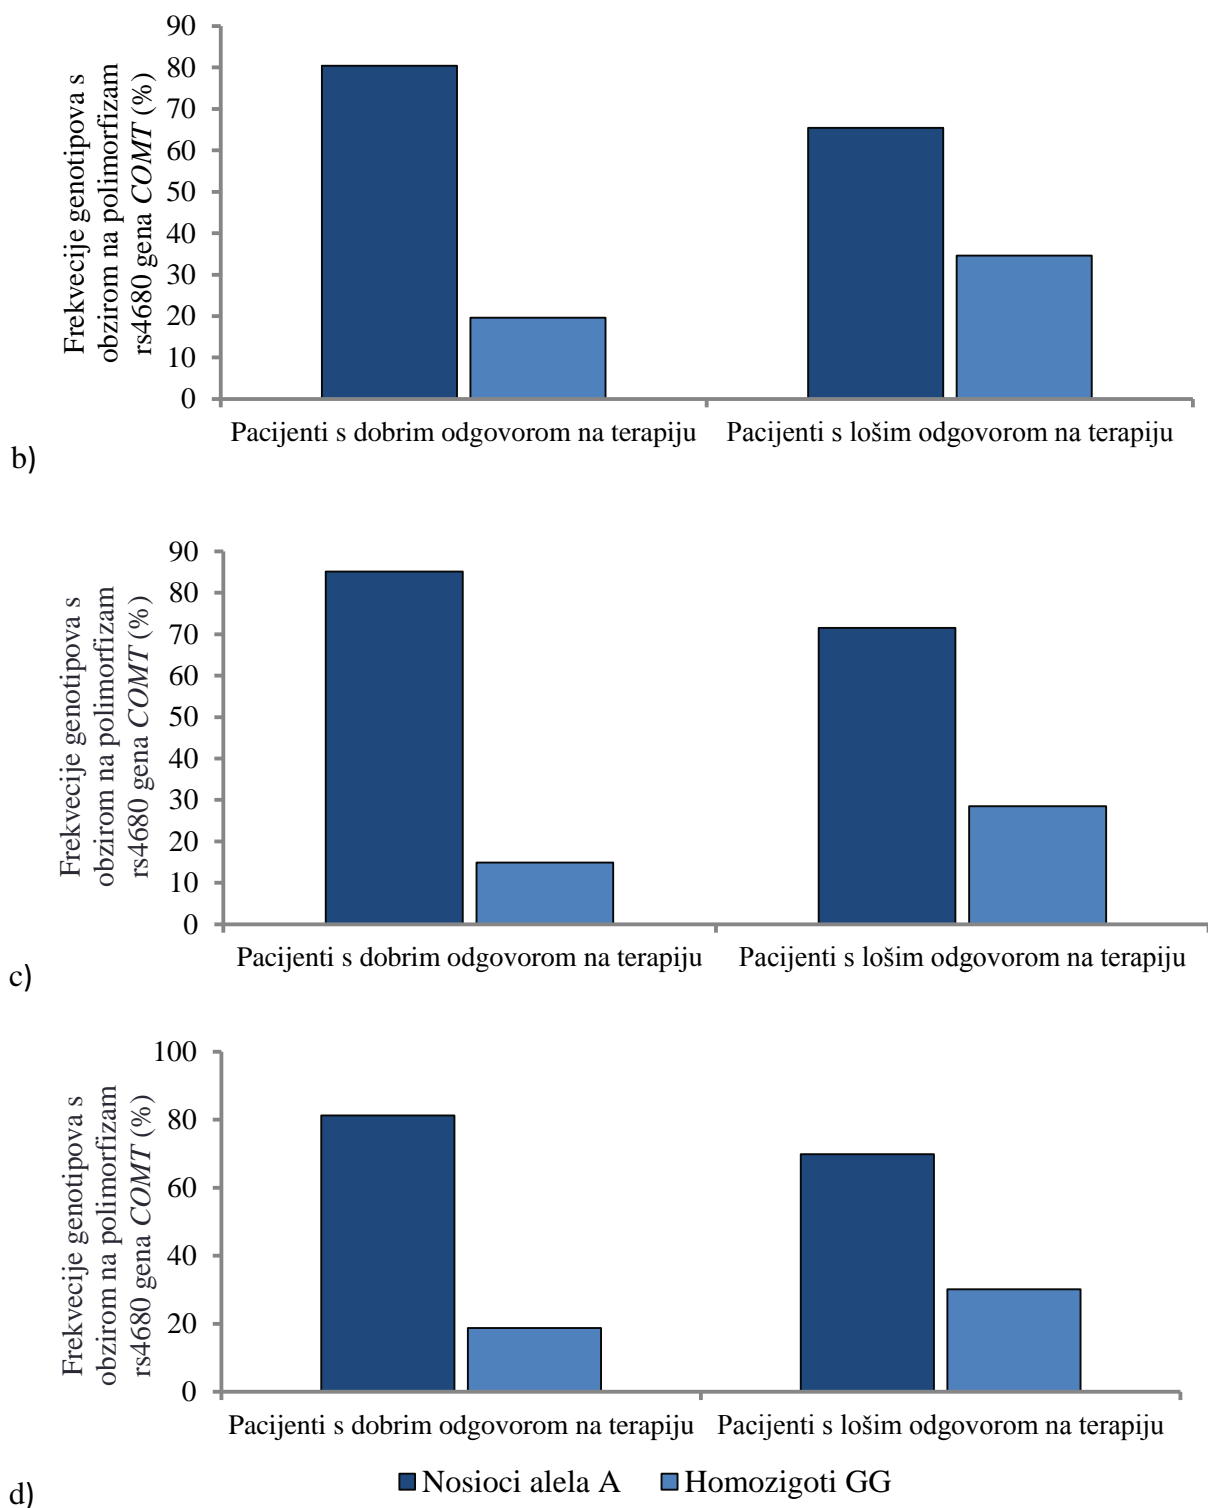 Frekvecije genotipova s
obzirom na polimorfizam
rs4680 gena COMT (%)
90
80
70
60
50
40
30
20
10
0
Pacijenti s dobrim odgovorom na terapiju
Pacijenti s lošim odgovorom na terapiju
b)
Frekvecije genotipova s
obzirom na polimorfizam
rs4680 gena COMT (%)
90
80
70
60
50
40
30
20
10
0
Pacijenti s dobrim odgovorom na terapiju
Pacijenti s lošim odgovorom na terapiju
c)
Frekvecije genotipova s
obzirom na polimorfizam
rs4680 gena COMT (%)
100
80
60
40
20
0
Pacijenti s dobrim odgovorom na terapiju
Pacijenti s lošim odgovorom na terapiju
d)
Nosioci alela A
Homozigoti GG